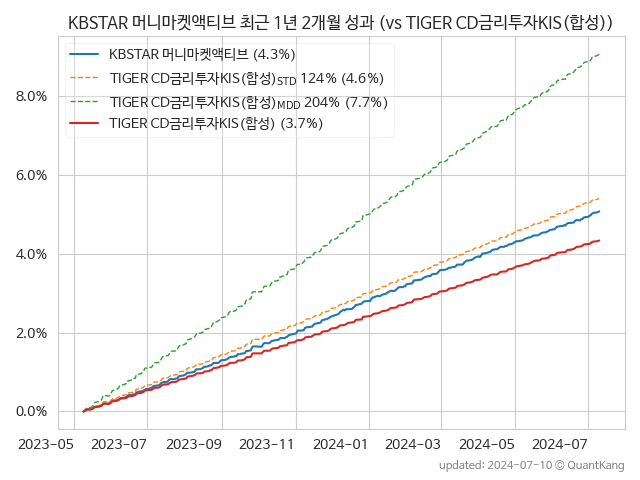 KBSTAR 머니마켓액티브 최근 1년 2개월 성과 (vs TIGER CD금리투자KIS(합성))
KBSTAR 머니마켓액티브 (4.3%)
TIGER CD금리투자KIS(합성)STD 124% (4.6%)
TIGER CD금리투자KIS(합성)MDD 204% (7.7%)
TIGER CD금리투자KIS(합성) (3.7%)
8.0%
6.0%
4.0%
2.0%
0.0%
2023-05 2023-07 2023-09 2023-11 2024-01 2024-03 2024-05 2024-07
updated: 2024-07-10 © QuantKang